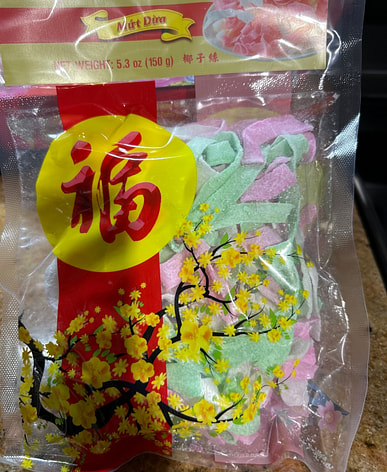 Mứt Dừa
NET WEIGHT: 5.3 oz (150 g) 椰子絲
福